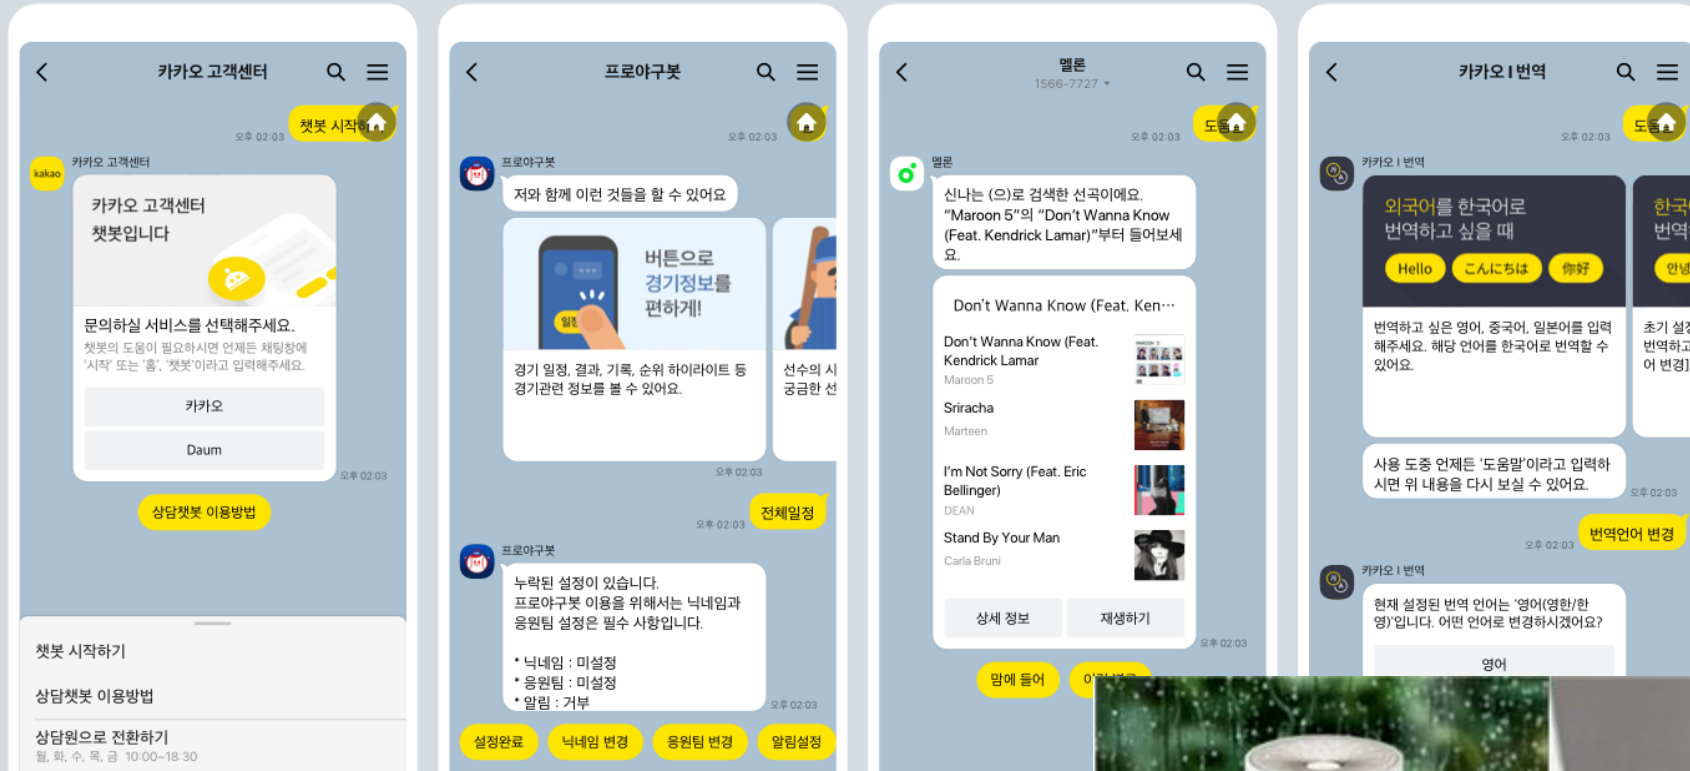 카카오 고객센터
챗봇 시작하
오후 02:03
kakao
카카오 고객센터
카카오 고객센터
챗봇입니다
문의하실 서비스를 선택해주세요.
챗봇의 도움이 필요하시면 언제든 채팅창에
‘시작’ 또는 ‘홈’, ‘챗봇’이라고 입력해주세요.
카카오
Daum
오후 02:03
상담챗봇 이용방법
챗봇 시작하기
상담챗봇 이용방법
상담원으로 전환하기
월, 화, 수, 목, 금 10:00~18:30
프로야구봇
오후 02:03
프로야구봇
저와 함께 이런 것들을 할 수 있어요
버튼으로
경기정보를
편하게!
일정
경기 일정, 결과, 기록, 순위 하이라이트 등
경기관련 정보를 볼 수 있어요.
선수의 시
궁금한 선
오후 02:03
전체일정
오후 02:03
프로야구봇
누락된 설정이 있습니다.
프로야구봇 이용을 위해서는 닉네임과
응원팀 설정은 필수 사항입니다.
* 닉네임 : 미설정
* 응원팀 : 미설정
* 알림 : 거부
오후 02:03
설정완료
닉네임 변경
응원팀 변경
알림설정
멜론
1566-7727
도움
오후 02:03
멜론
신나는 (으)로 검색한 선곡이에요.
“Maroon 5”의 “Don’t Wanna Know
(Feat. Kendrick Lamar)”부터 들어보세
요.
Don’t Wanna Know (Feat. Ken···
Don’t Wanna Know (Feat.
Kendrick Lamar
Maroon 5
Sriracha
Marteen
I’m Not Sorry (Feat. Eric
Bellinger)
DEAN
Stand By Your Man
Carla Bruni
상세 정보
재생하기
오후 02:03
맘에 들어
카카오 I 번역
도움
오후 02:03
카카오 I 번역
외국어를 한국어로
번역하고 싶을 때
Hello
こんにちは
你好
한국
번역
안녕
번역하고 싶은 영어, 중국어, 일본어를 입력
해주세요. 해당 언어를 한국어로 번역할 수
있어요.
초기 설정
번역하고
어 변경]
사용 도중 언제든 ‘도움말’이라고 입력하
시면 위 내용을 다시 보실 수 있어요.
오후 02:03
번역언어 변경
오후 02:03
카카오 I 번역
현재 설정된 번역 언어는 ‘영어(영한/한
영)’입니다. 어떤 언어로 변경하시겠어요?
영어